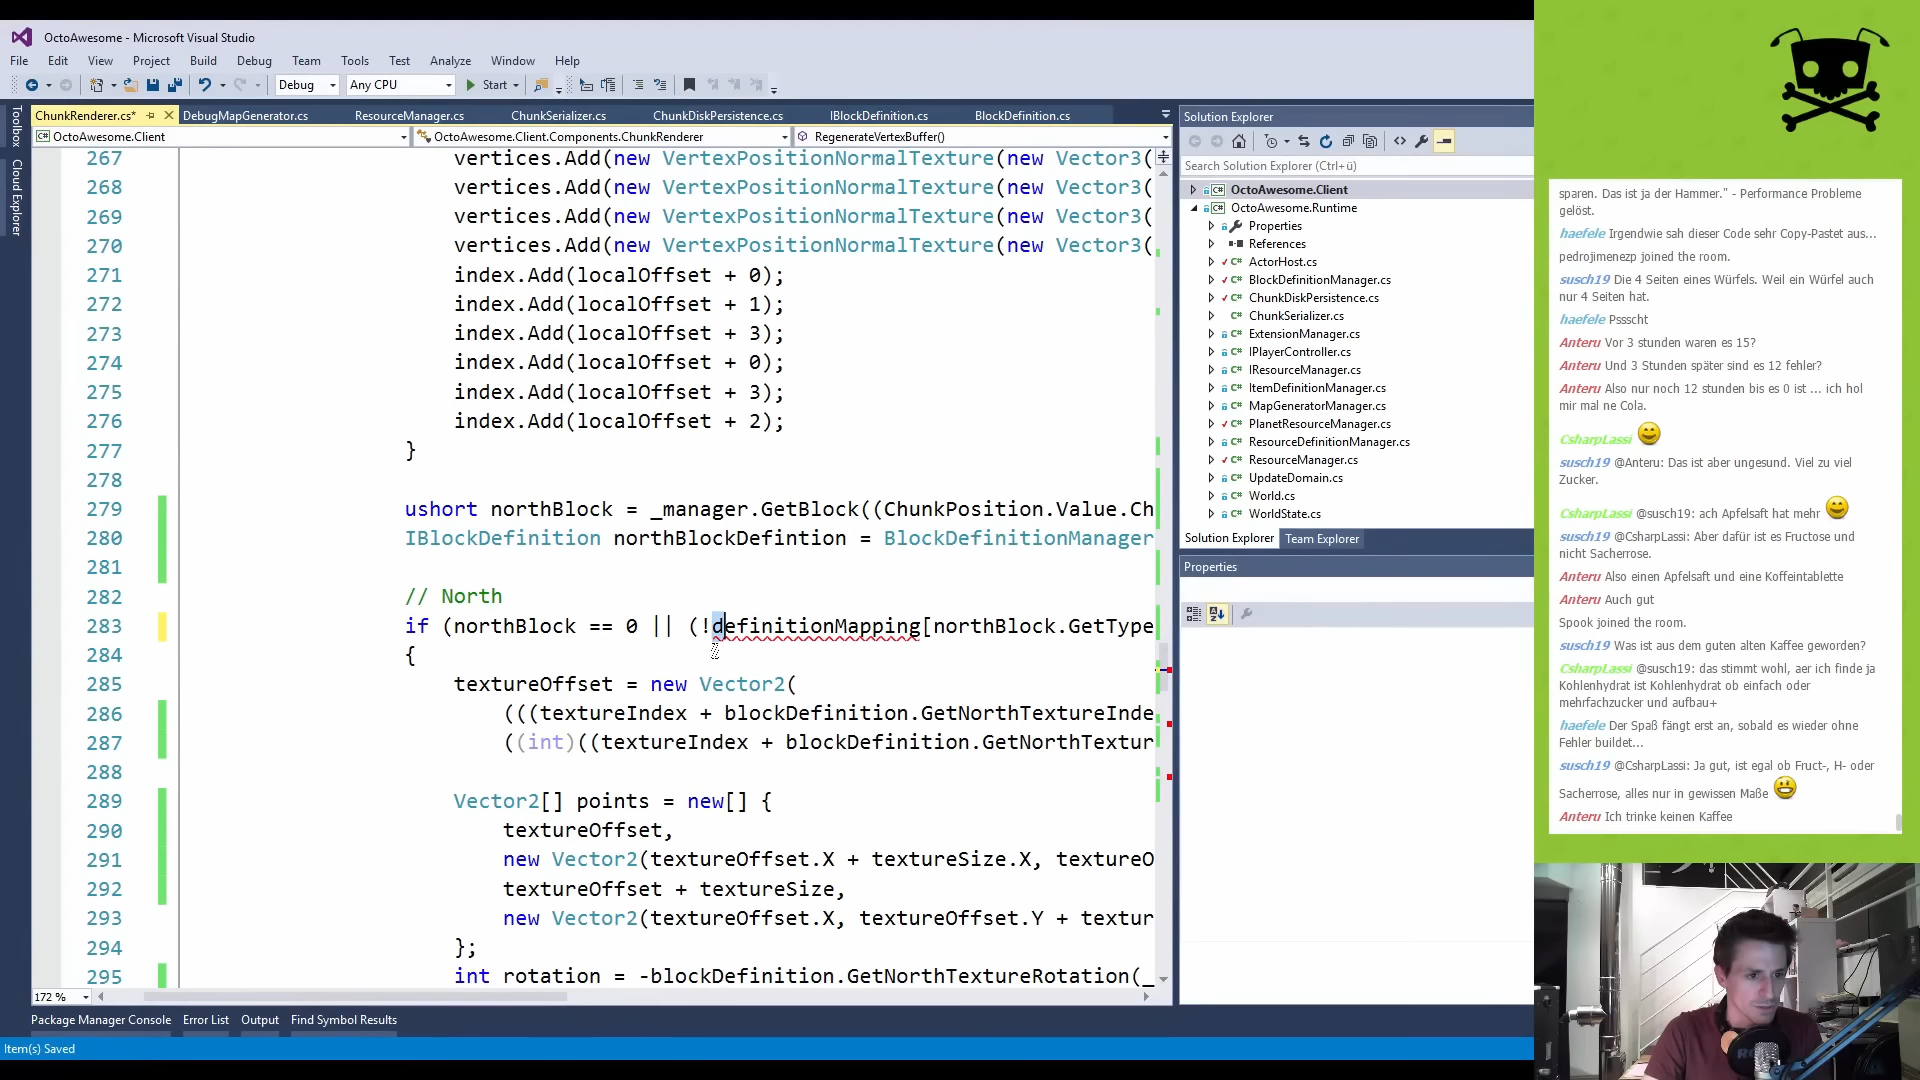 OctoAwesome - Microsoft Visual Studio
File Edit View Project Build Debug Team Tools Test Analyze Window Help
Debug Any CPU Start
Toolbox
Cloud Explorer
ChunkRenderer.cs* DebugMapGenerator.cs ResourceManager.cs ChunkSerializer.cs ChunkDiskPersistence.cs IBlockDefinition.cs BlockDefinition.cs
OctoAwesome.Client OctoAwesome.Client.Components.ChunkRenderer RegenerateVertexBuffer()
267 vertices.Add(new VertexPositionNormalTexture(new Vector3(
268 vertices.Add(new VertexPositionNormalTexture(new Vector3(
269 vertices.Add(new VertexPositionNormalTexture(new Vector3(
270 vertices.Add(new VertexPositionNormalTexture(new Vector3(
271 index.Add(localOffset + 0);
272 index.Add(localOffset + 1);
273 index.Add(localOffset + 3);
274 index.Add(localOffset + 0);
275 index.Add(localOffset + 3);
276 index.Add(localOffset + 2);
277 }
278
279 ushort northBlock = _manager.GetBlock((ChunkPosition.Value.Ch
280 IBlockDefinition northBlockDefintion = BlockDefinitionManager
281
282 // North
283 if (northBlock == 0 || (!definitionMapping[northBlock.GetType
284 {
285 textureOffset = new Vector2(
286 (((textureIndex + blockDefinition.GetNorthTextureInde
287 ((int)((textureIndex + blockDefinition.GetNorthTextur
288
289 Vector2[] points = new[] {
290 textureOffset,
291 new Vector2(textureOffset.X + textureSize.X, textureO
292 textureOffset + textureSize,
293 new Vector2(textureOffset.X, textureOffset.Y + textur
294 };
295 int rotation = -blockDefinition.GetNorthTextureRotation(_
172 %
Package Manager Console Error List Output Find Symbol Results
Item(s) Saved
Solution Explorer
Search Solution Explorer (Ctrl+ü)
OctoAwesome.Client
OctoAwesome.Runtime
Properties
References
ActorHost.cs
BlockDefinitionManager.cs
ChunkDiskPersistence.cs
ChunkSerializer.cs
ExtensionManager.cs
IPlayerController.cs
IResourceManager.cs
ItemDefinitionManager.cs
MapGeneratorManager.cs
PlanetResourceManager.cs
ResourceDefinitionManager.cs
ResourceManager.cs
UpdateDomain.cs
World.cs
WorldState.cs
Solution Explorer Team Explorer
Properties
sparen. Das ist ja der Hammer." - Performance Probleme
gelöst.
haefele Irgendwie sah dieser Code sehr Copy-Pastet aus...
pedrojimenezp joined the room.
susch19 Die 4 Seiten eines Würfels. Weil ein Würfel auch
nur 4 Seiten hat.
haefele Pssscht
Anteru Vor 3 stunden waren es 15?
Anteru Und 3 Stunden später sind es 12 fehler?
Anteru Also nur noch 12 stunden bis es 0 ist ... ich hol
mir mal ne Cola.
CsharpLassi
susch19 @Anteru: Das ist aber ungesund. Viel zu viel
Zucker.
CsharpLassi @susch19: ach Apfelsaft hat mehr
susch19 @CsharpLassi: Aber dafür ist es Fructose und
nicht Sacherrose.
Anteru Also einen Apfelsaft und eine Koffeintablette
Anteru Auch gut
Spook joined the room.
susch19 Was ist aus dem guten alten Kaffee geworden?
CsharpLassi @susch19: das stimmt wohl, aer ich finde ja
Kohlenhydrat ist Kohlenhydrat ob einfach oder
mehrfachzucker und aufbau+
haefele Der Spaß fängt erst an, sobald es wieder ohne
Fehler buildet...
susch19 @CsharpLassi: Ja gut, ist egal ob Fruct-, H- oder
Sacherrose, alles nur in gewissen Maße
Anteru Ich trinke keinen Kaffee